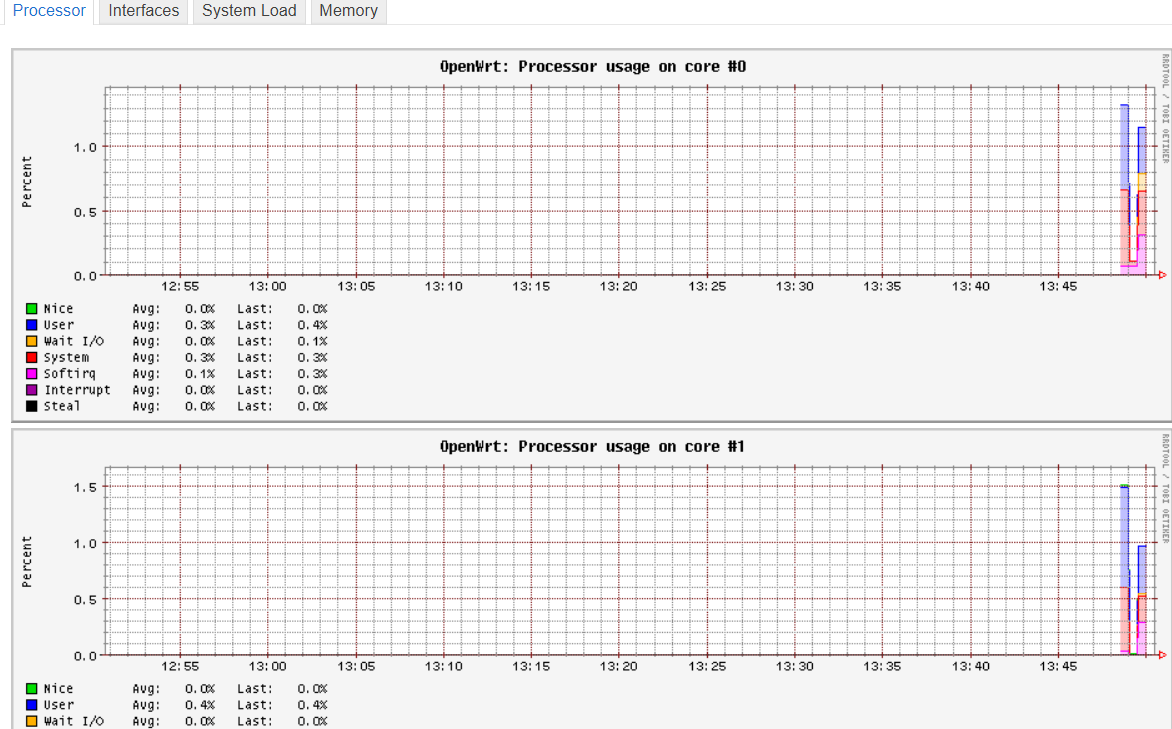 Processor Interfaces System Load Memory
OpenWrt: Processor usage on core #0
RRDTOOL / TOBI OETIKER
Percent
1.0
0.5
0.0
12:55 13:00 13:05 13:10 13:15 13:20 13:25 13:30 13:35 13:40 13:45
Nice Avg: 0.0% Last: 0.0%
User Avg: 0.3% Last: 0.4%
Wait I/O Avg: 0.0% Last: 0.1%
System Avg: 0.3% Last: 0.3%
Softirq Avg: 0.1% Last: 0.3%
Interrupt Avg: 0.0% Last: 0.0%
Steal Avg: 0.0% Last: 0.0%
OpenWrt: Processor usage on core #1
RRDTOOL / TOBI OETIKER
Percent
1.5
1.0
0.5
0.0
12:55 13:00 13:05 13:10 13:15 13:20 13:25 13:30 13:35 13:40 13:45
Nice Avg: 0.0% Last: 0.0%
User Avg: 0.4% Last: 0.4%
Wait I/O Avg: 0.0% Last: 0.0%